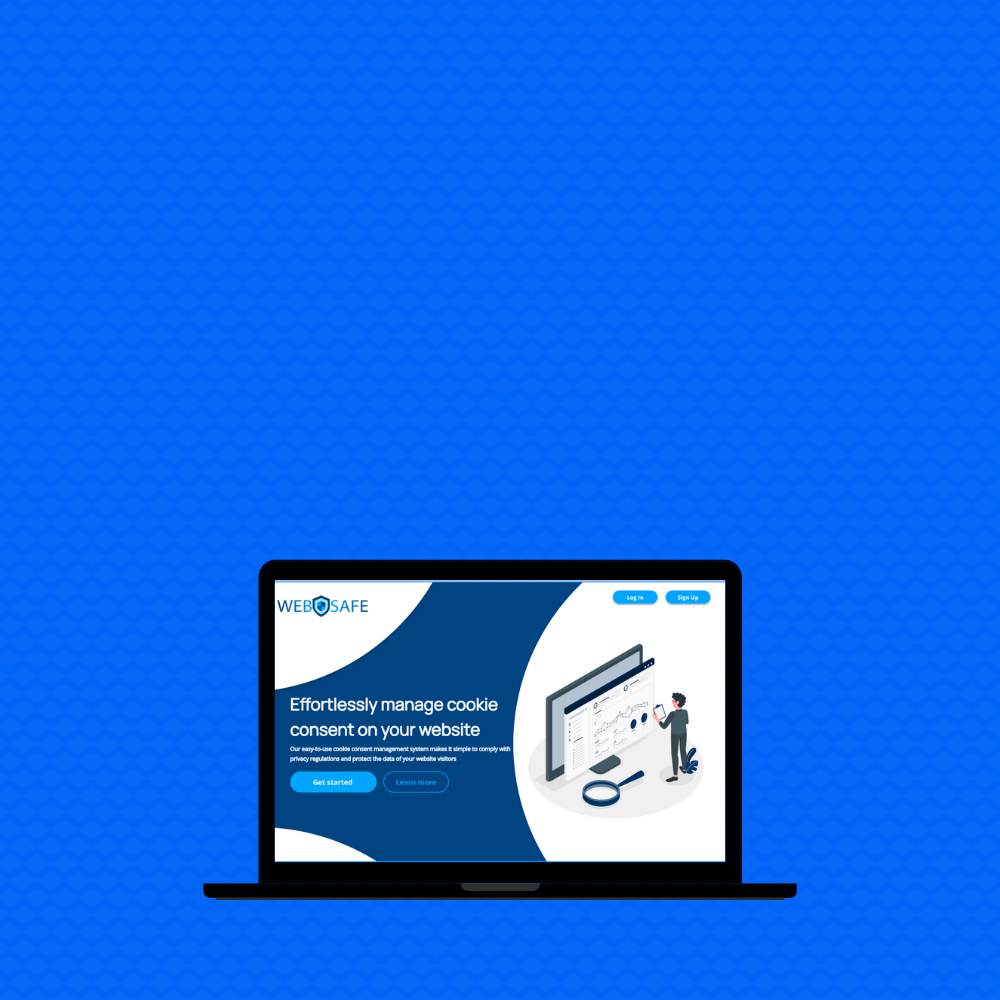 WEB SAFE
Log In
Sign Up
Effortlessly manage cookie
consent on your website
Our easy-to-use cookie consent management system makes it simple to comply with
privacy regulations and protect the data of your website visitors
Get started
Learn more